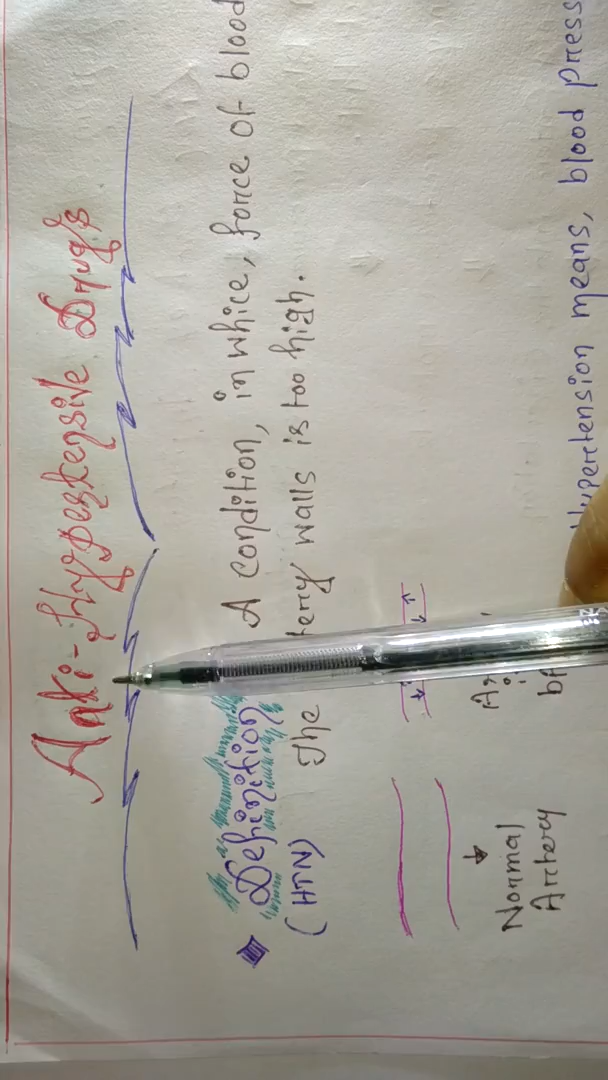 Anti-Hypertensive Drugs
Definition A condition, in whice, force of blood
(HTN) The tery walls is too high.
Normal
Artery
Hypertension means, blood press